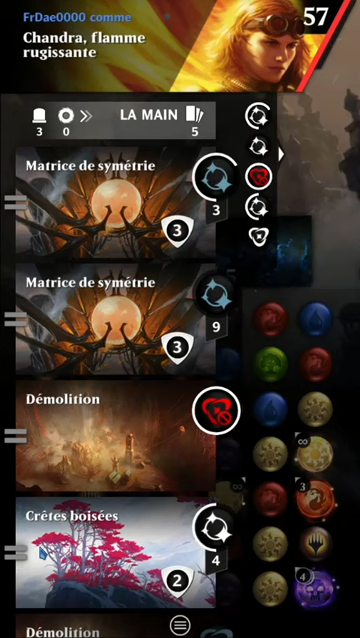 FrDae0000 comme
57
Chandra, flamme
rugissante
3
0
LA MAIN
5
Matrice de symétrie
3
3
Matrice de symétrie
9
3
Démolition
Crêtes boisées
4
2
Démolition
∞
3
∞
4